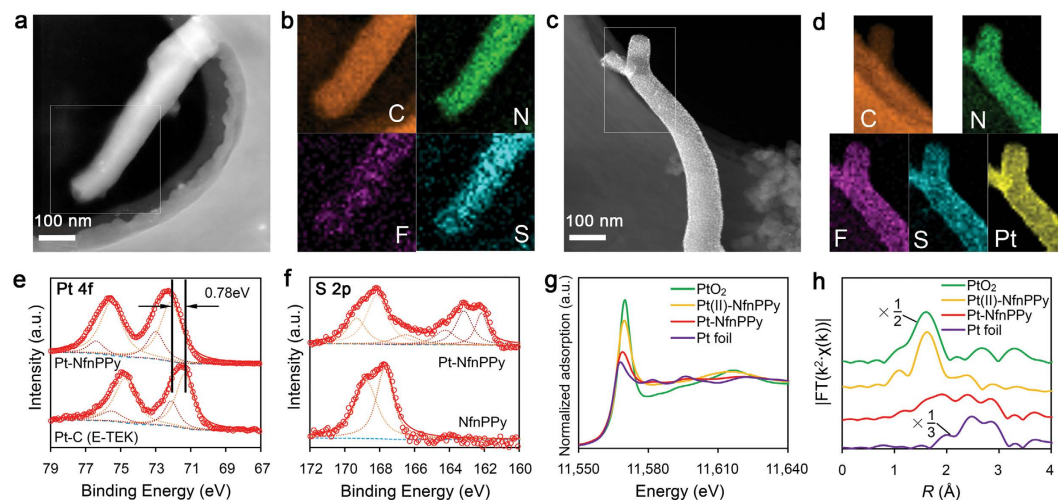 a
100 nm
b
C
N
F
S
c
100 nm
d
C
N
F
S
Pt
e
Pt 4f
0.78eV
Pt-NfnPPy
Pt-C (E-TEK)
Intensity (a.u.)
79 77 75 73 71 69 67
Binding Energy (eV)
f
S 2p
Pt-NfnPPy
NfnPPy
Intensity (a.u.)
172 170 168 166 164 162 160
Binding Energy (eV)
g
PtO₂
Pt(II)-NfnPPy
Pt-NfnPPy
Pt foil
Normalized adsorption (a.u.)
11,550 11,580 11,610 11,640
Energy (eV)
h
PtO₂
Pt(II)-NfnPPy
Pt-NfnPPy
Pt foil
× 1/2
× 1/3
|FT(k²·χ(k))|
0 1 2 3 4
R (Å)